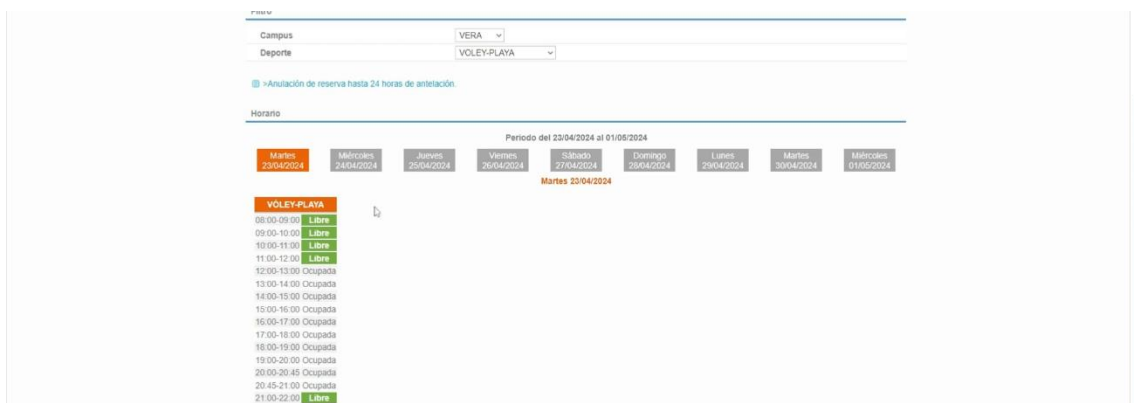 Filtro
Campus VERA
Deporte VOLEY-PLAYA
>Anulación de reserva hasta 24 horas de antelación.
Horario
Periodo del 23/04/2024 al 01/05/2024
Martes Miércoles Jueves Viernes Sábado Domingo Lunes Martes Miércoles
23/04/2024 24/04/2024 25/04/2024 26/04/2024 27/04/2024 28/04/2024 29/04/2024 30/04/2024 01/05/2024
Martes 23/04/2024
VÓLEY-PLAYA
08:00-09:00 Libre
09:00-10:00 Libre
10:00-11:00 Libre
11:00-12:00 Libre
12:00-13:00 Ocupada
13:00-14:00 Ocupada
14:00-15:00 Ocupada
15:00-16:00 Ocupada
16:00-17:00 Ocupada
17:00-18:00 Ocupada
18:00-19:00 Ocupada
19:00-20:00 Ocupada
20:00-20:45 Ocupada
20:45-21:00 Ocupada
21:00-22:00 Libre